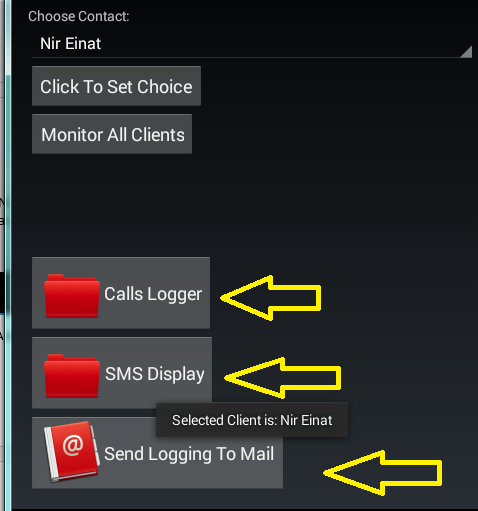 Choose Contact:
Nir Einat
Click To Set Choice
Monitor All Clients
Calls Logger
SMS Display
Selected Client is: Nir Einat
@
Send Logging To Mail